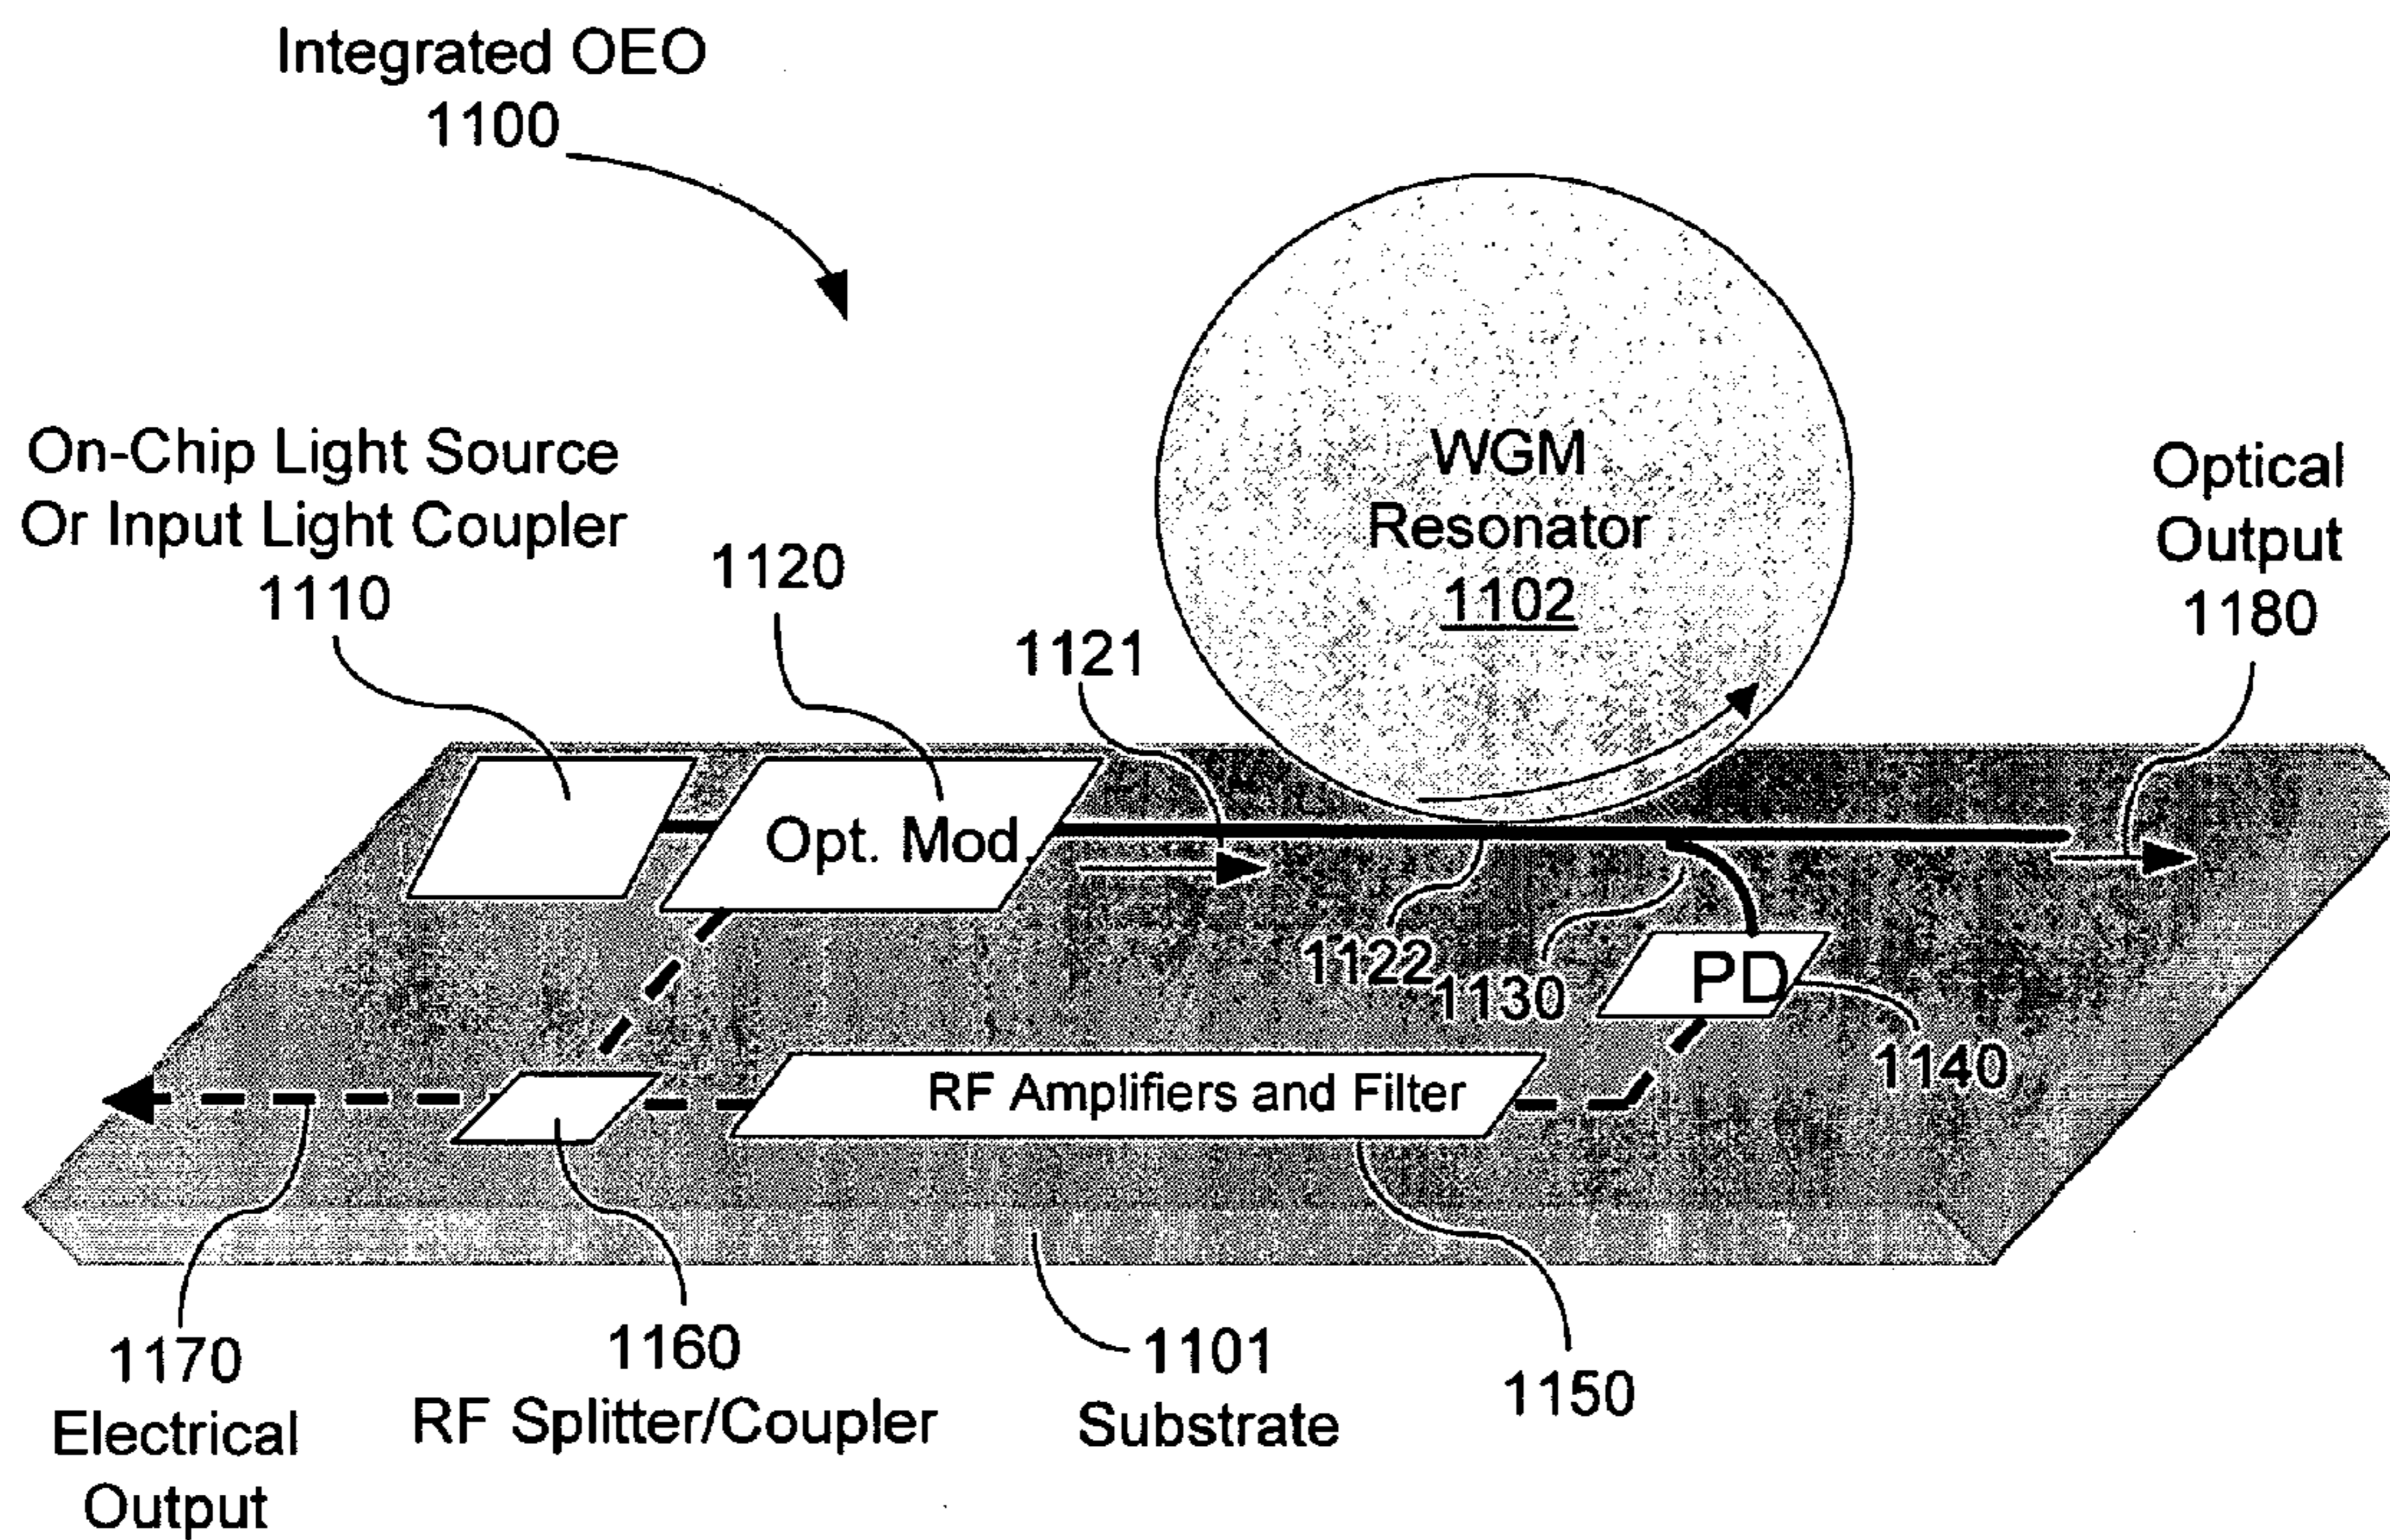 Integrated OEO
1100
On-Chip Light Source
Or Input Light Coupler
1110
1120
1121
WGM
Resonator
1102
Optical
Output
1180
Opt. Mod.
1122
1130
PD
1140
RF Amplifiers and Filter
1170
Electrical
Output
1160
RF Splitter/Coupler
1101
Substrate
1150